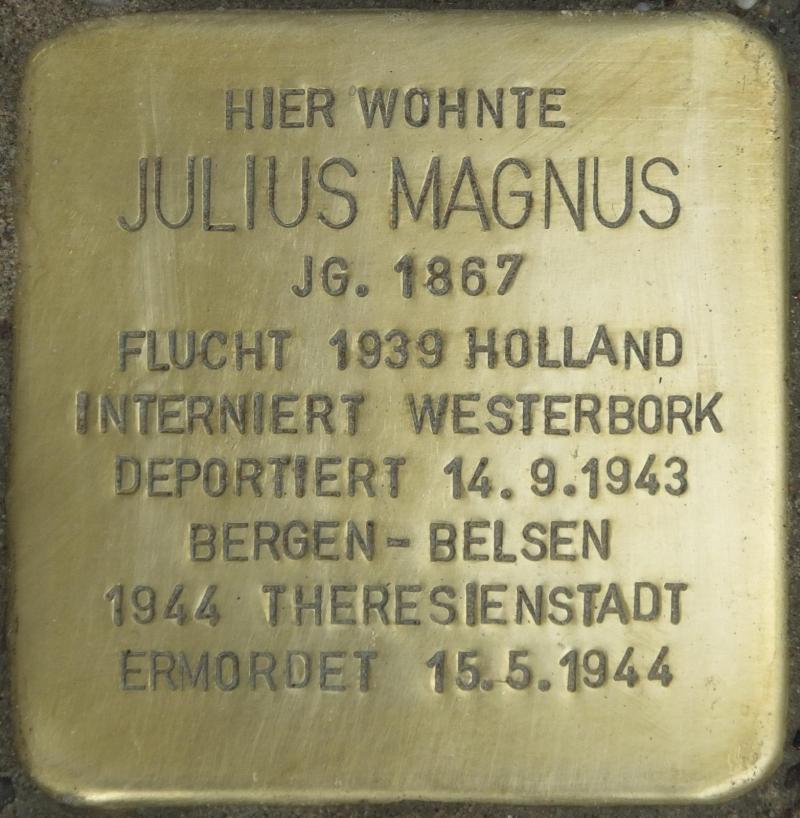 HIER WOHNTE
JULIUS MAGNUS
JG. 1867
FLUCHT 1939 HOLLAND
INTERNIERT WESTERBORK
DEPORTIERT 14.9.1943
BERGEN-BELSEN
1944 THERESIENSTADT
ERMORDET 15.5.1944